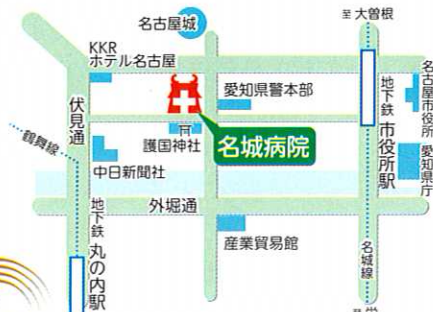 名古屋城
至 大曽根
KKR
ホテル名古屋
愛知県警本部
名古屋市役所
地下鉄 市役所駅
愛知県庁
伏見通
鶴舞線
護国神社
名城病院
中日新聞社
外堀通
地下鉄 丸の内駅
産業貿易館
名城線